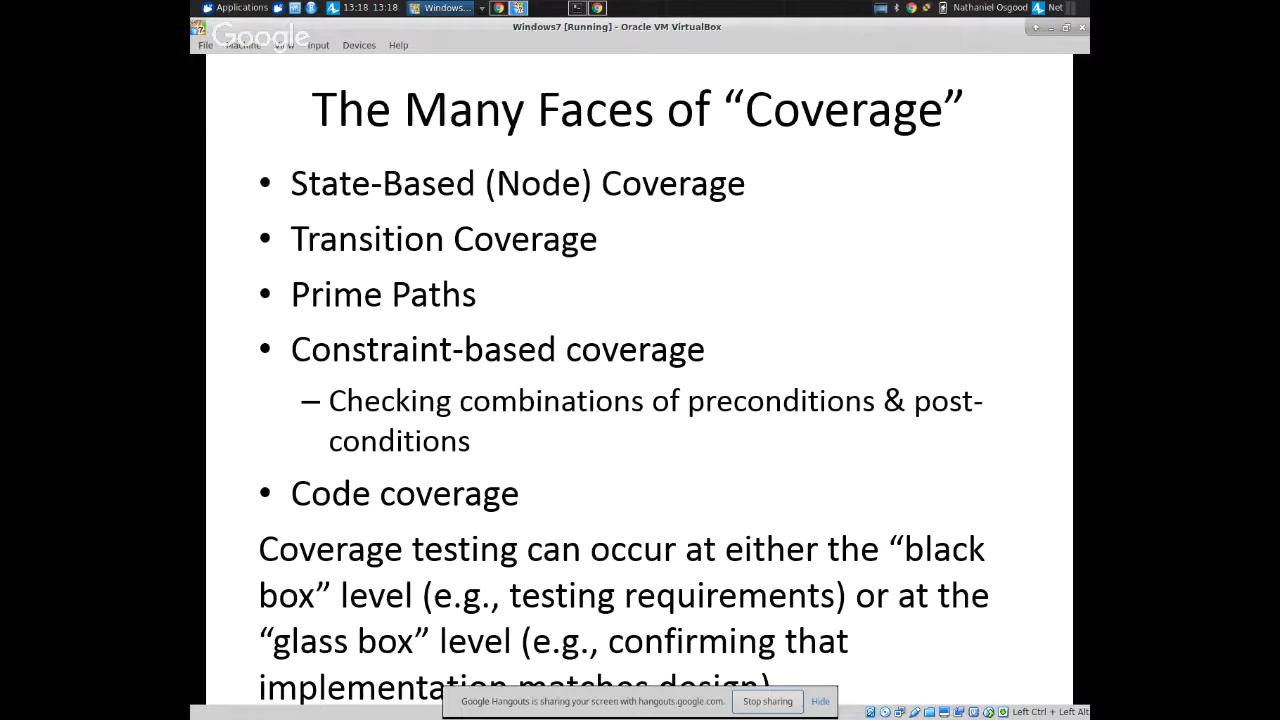 Applications 13:18 13:18 Windows... Nathaniel Osgood Net
Windows7 [Running] - Oracle VM VirtualBox
Google
File Machine View Input Devices Help
The Many Faces of “Coverage”
• State-Based (Node) Coverage
• Transition Coverage
• Prime Paths
• Constraint-based coverage
– Checking combinations of preconditions & post-
conditions
• Code coverage
Coverage testing can occur at either the “black
box” level (e.g., testing requirements) or at the
“glass box” level (e.g., confirming that
implementation matches design)
Google Hangouts is sharing your screen with hangouts.google.com. Stop sharing Hide
Left Ctrl + Left Alt